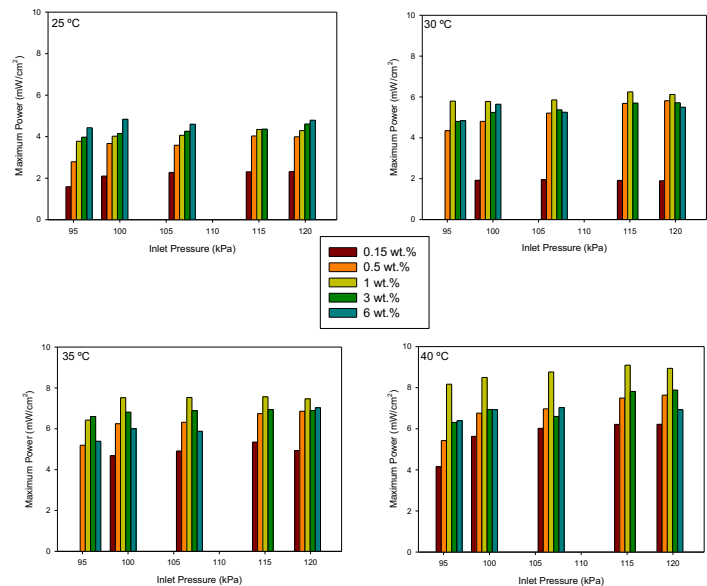 25 ºC
Maximum Power (mW/cm²)
10
8
6
4
2
0
95 100 105 110 115 120
Inlet Pressure (kPa)
30 ºC
Maximum Power (mW/cm²)
10
8
6
4
2
0
95 100 105 110 115 120
Inlet Pressure (kPa)
0.15 wt.%
0.5 wt.%
1 wt.%
3 wt.%
6 wt.%
35 ºC
Maximum Power (mW/cm²)
10
8
6
4
2
0
95 100 105 110 115 120
Inlet Pressure (kPa)
40 ºC
Maximum Power (mW/cm²)
10
8
6
4
2
0
95 100 105 110 115 120
Inlet Pressure (kPa)